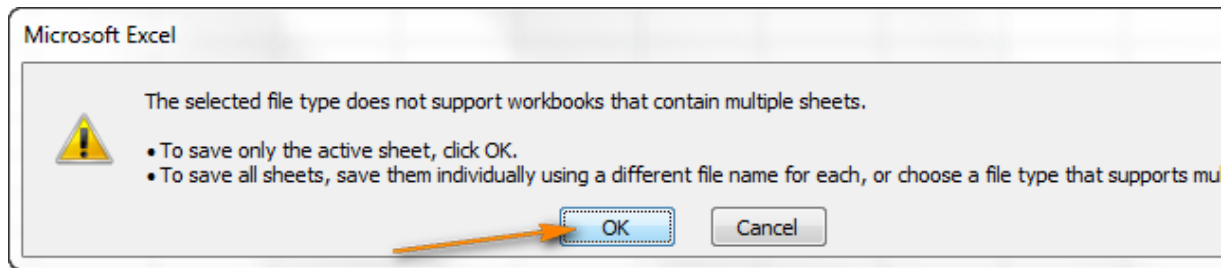 Microsoft Excel
The selected file type does not support workbooks that contain multiple sheets.
• To save only the active sheet, click OK.
• To save all sheets, save them individually using a different file name for each, or choose a file type that supports mul
OK
Cancel